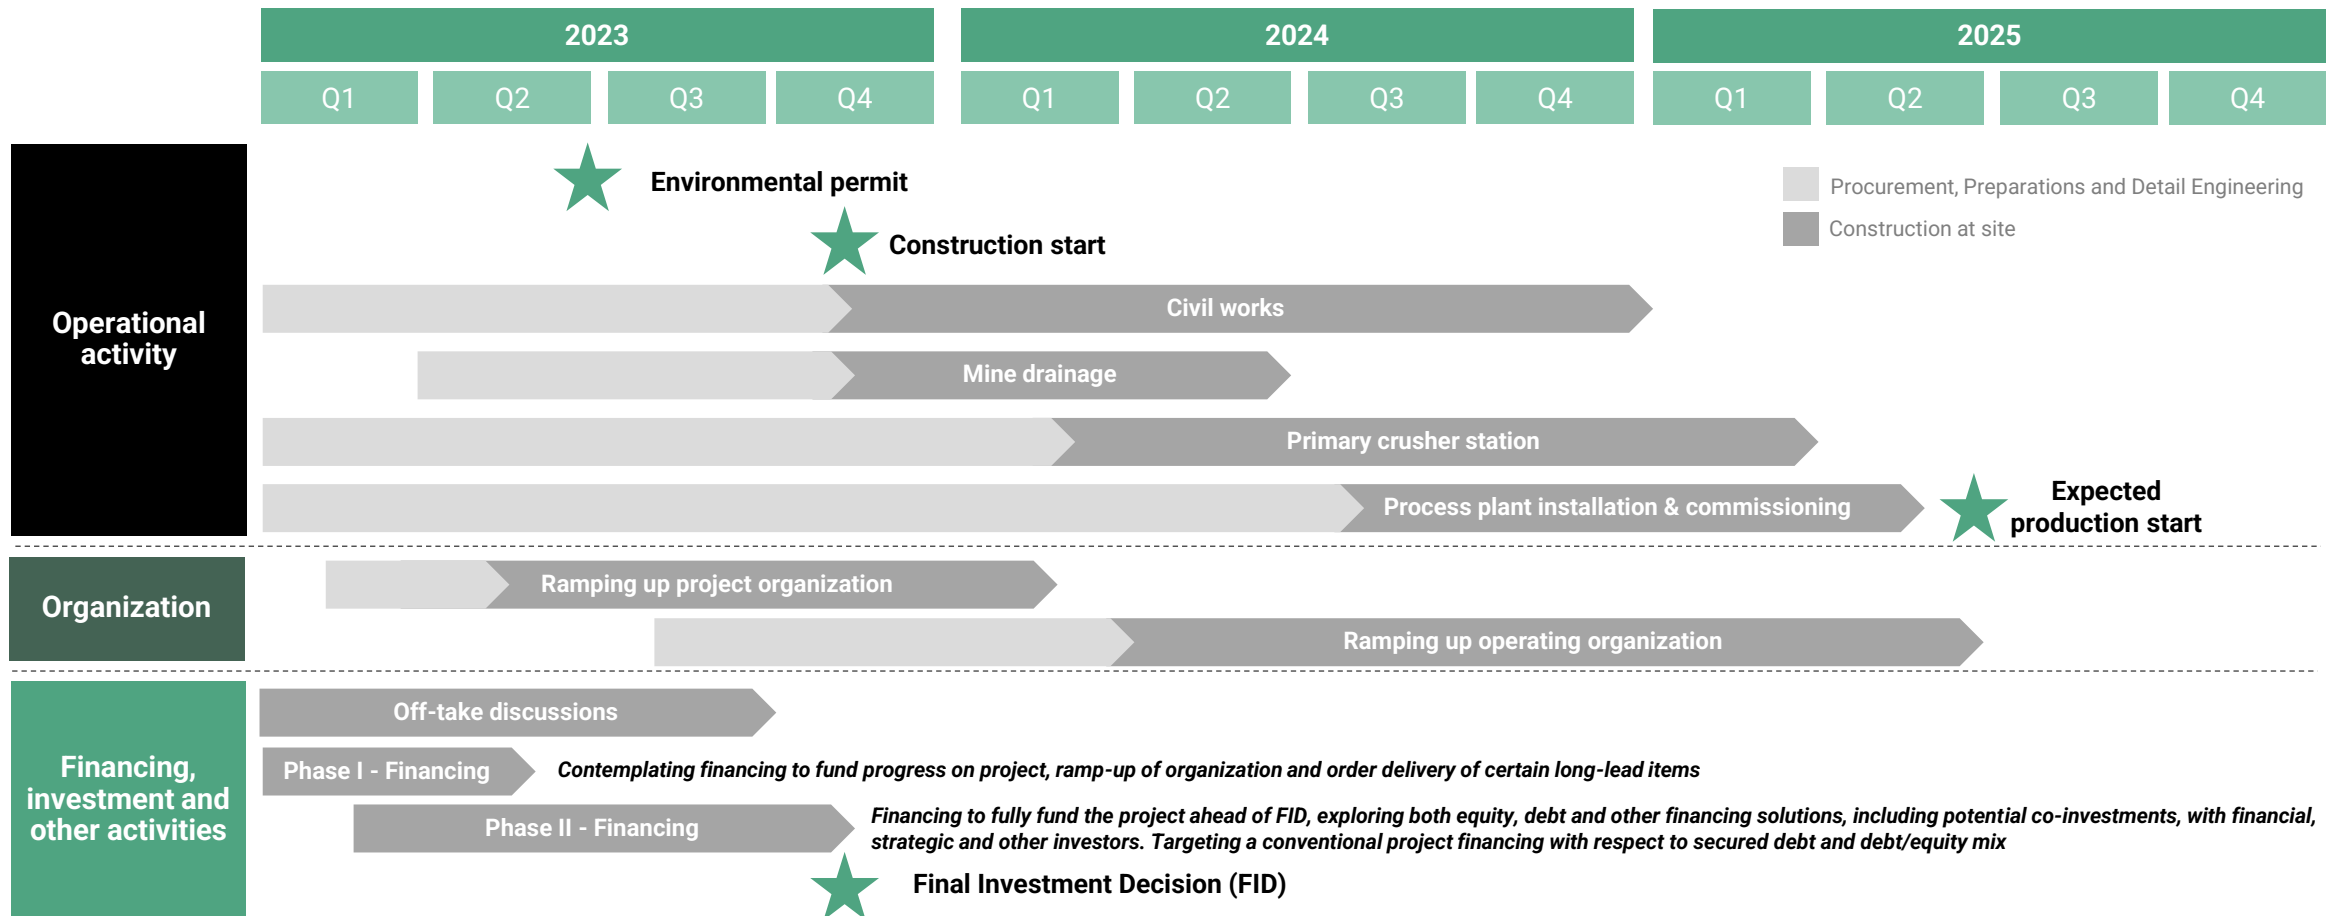 2023
2024
2025
Q1
Q2
Q3
Q4
Q1
Q2
Q3
Q4
Q1
Q2
Q3
Q4
Operational
activity
Environmental permit
Construction start
Procurement, Preparations and Detail Engineering
Construction at site
Civil works
Mine drainage
Primary crusher station
Process plant installation & commissioning
Expected
production start
Organization
Ramping up project organization
Ramping up operating organization
Financing,
investment and
other activities
Off-take discussions
Phase I - Financing
Contemplating financing to fund progress on project, ramp-up of organization and order delivery of certain long-lead items
Phase II - Financing
Financing to fully fund the project ahead of FID, exploring both equity, debt and other financing solutions, including potential co-investments, with financial,
strategic and other investors. Targeting a conventional project financing with respect to secured debt and debt/equity mix
Final Investment Decision (FID)